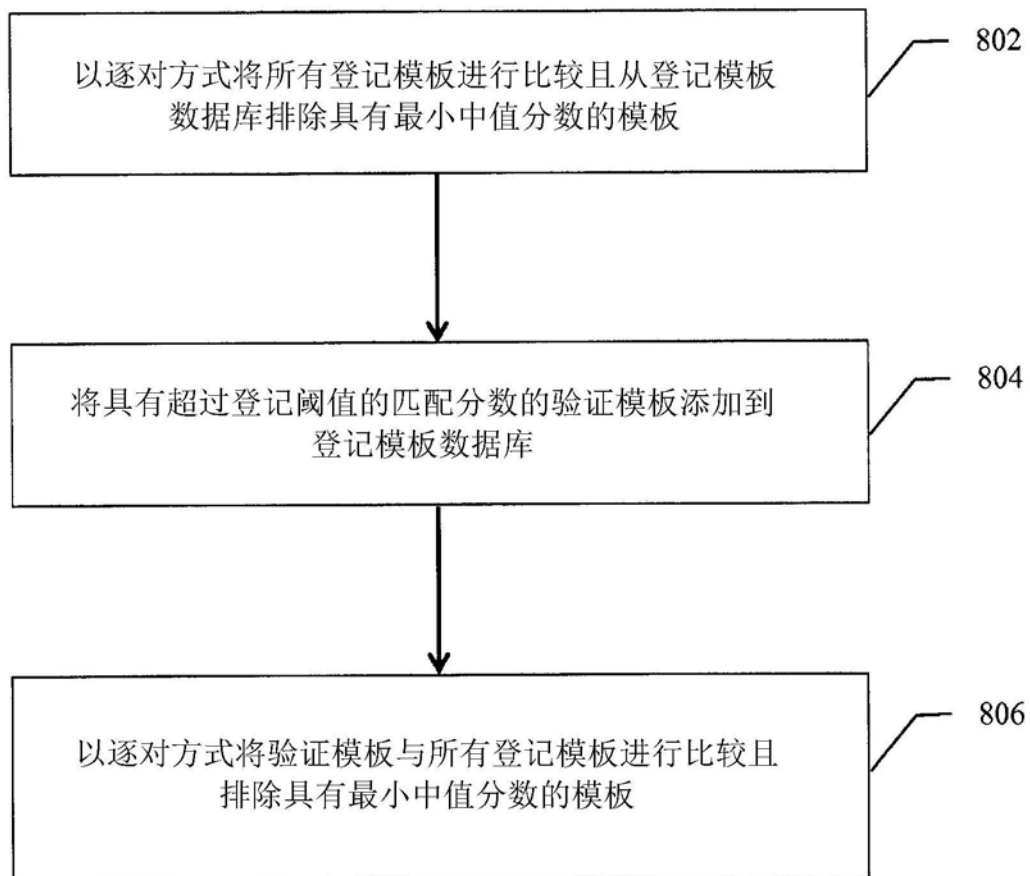 以逐对方式将所有登记模板进行比较且从登记模板
数据库排除具有最小中值分数的模板
802
将具有超过登记阈值的匹配分数的验证模板添加到
登记模板数据库
804
以逐对方式将验证模板与所有登记模板进行比较且
排除具有最小中值分数的模板
806